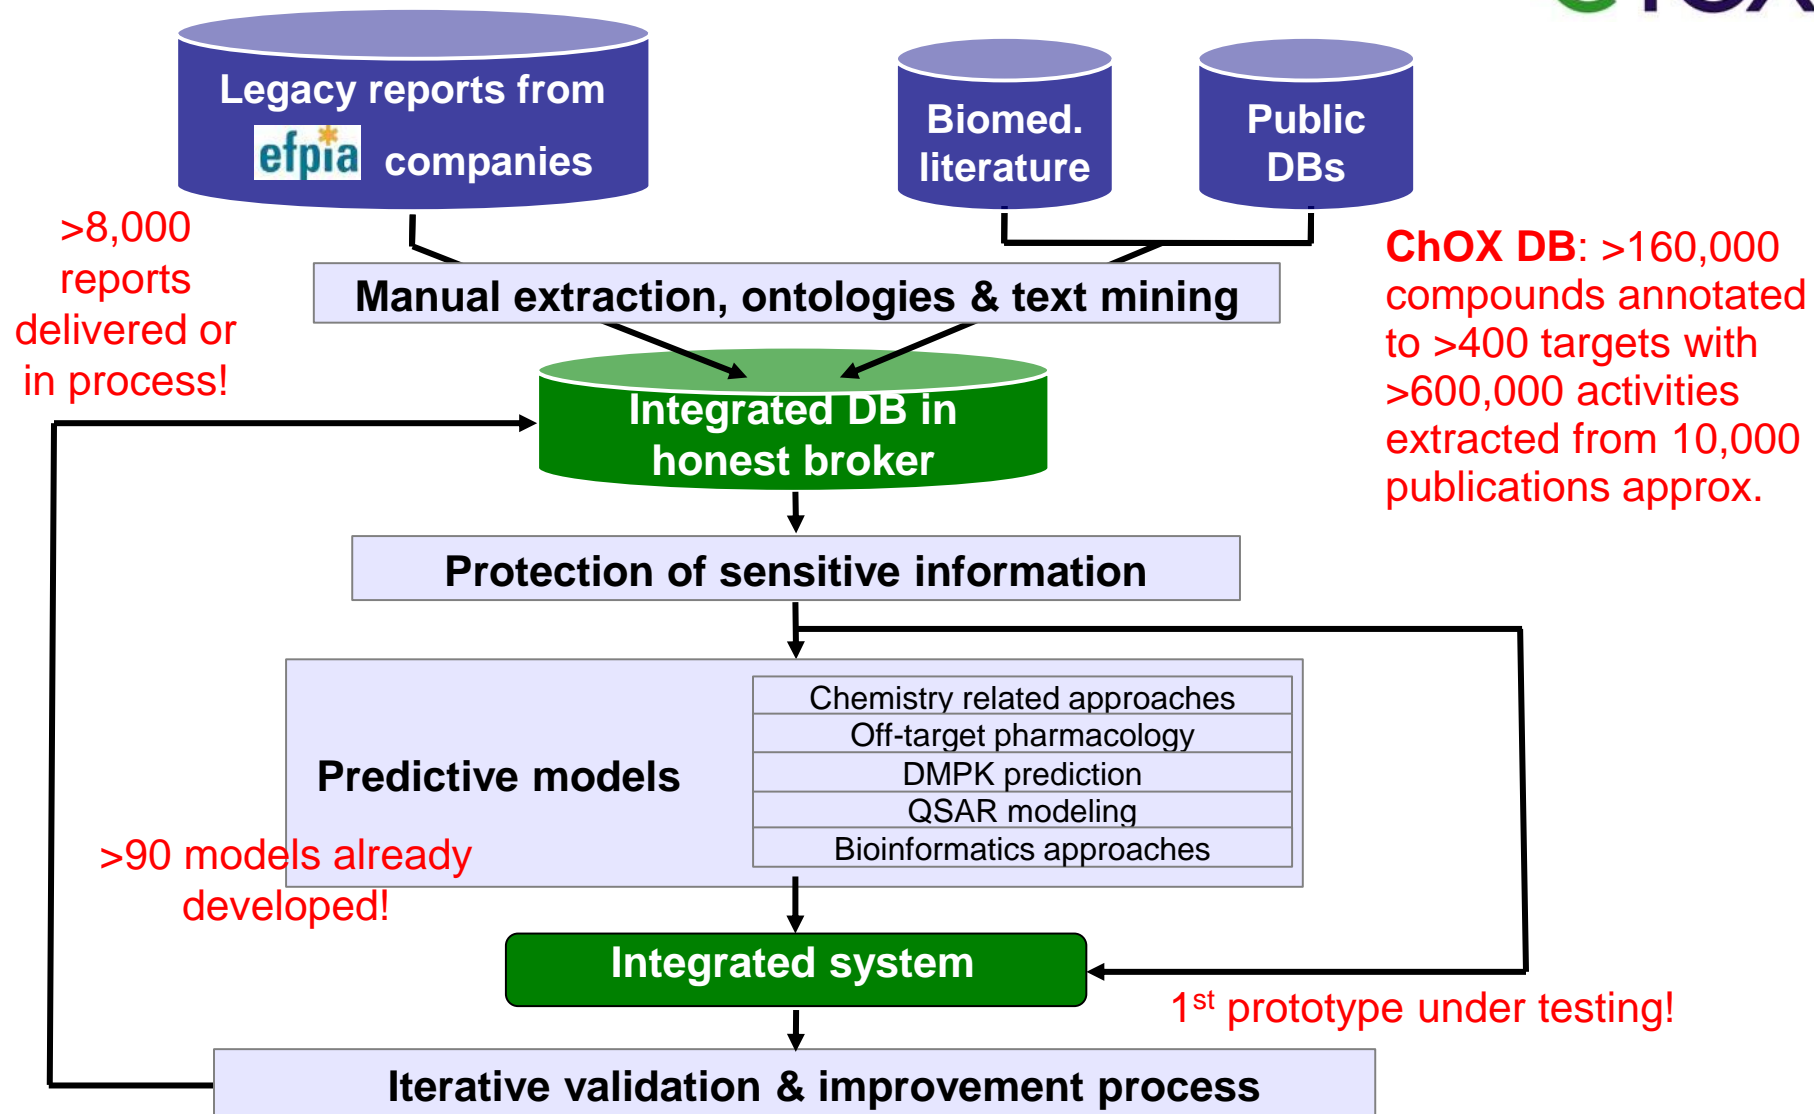 Legacy reports from
efpia companies
Biomed.
literature
Public
DBs
>8,000
reports
delivered or
in process!
Manual extraction, ontologies & text mining
ChOX DB: >160,000
compounds annotated
to >400 targets with
>600,000 activities
extracted from 10,000
publications approx.
Integrated DB in
honest broker
Protection of sensitive information
Predictive models
Chemistry related approaches
Off-target pharmacology
DMPK prediction
QSAR modeling
Bioinformatics approaches
>90 models already
developed!
Integrated system
1st prototype under testing!
Iterative validation & improvement process